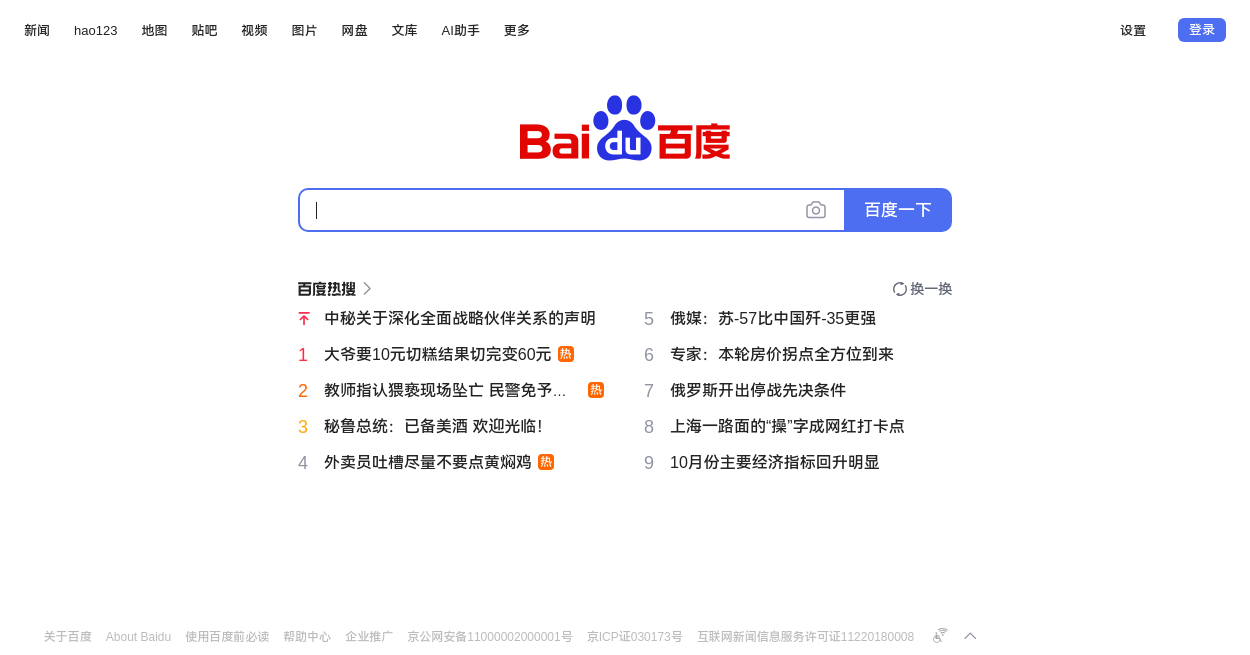 新闻 hao123 地图 贴吧 视频 图片 网盘 文库 AI助手 更多 设置 登录
Bai du 百度
百度一下
百度热搜 换一换
中秘关于深化全面战略伙伴关系的声明
1 大爷要10元切糕结果切完变60元 热
2 教师指认猥亵现场坠亡 民警免予... 热
3 秘鲁总统：已备美酒 欢迎光临！
4 外卖员吐槽尽量不要点黄焖鸡 热
5 俄媒：苏-57比中国歼-35更强
6 专家：本轮房价拐点全方位到来
7 俄罗斯开出停战先决条件
8 上海一路面的“操”字成网红打卡点
9 10月份主要经济指标回升明显
关于百度 About Baidu 使用百度前必读 帮助中心 企业推广 京公网安备11000002000001号 京ICP证030173号 互联网新闻信息服务许可证11220180008